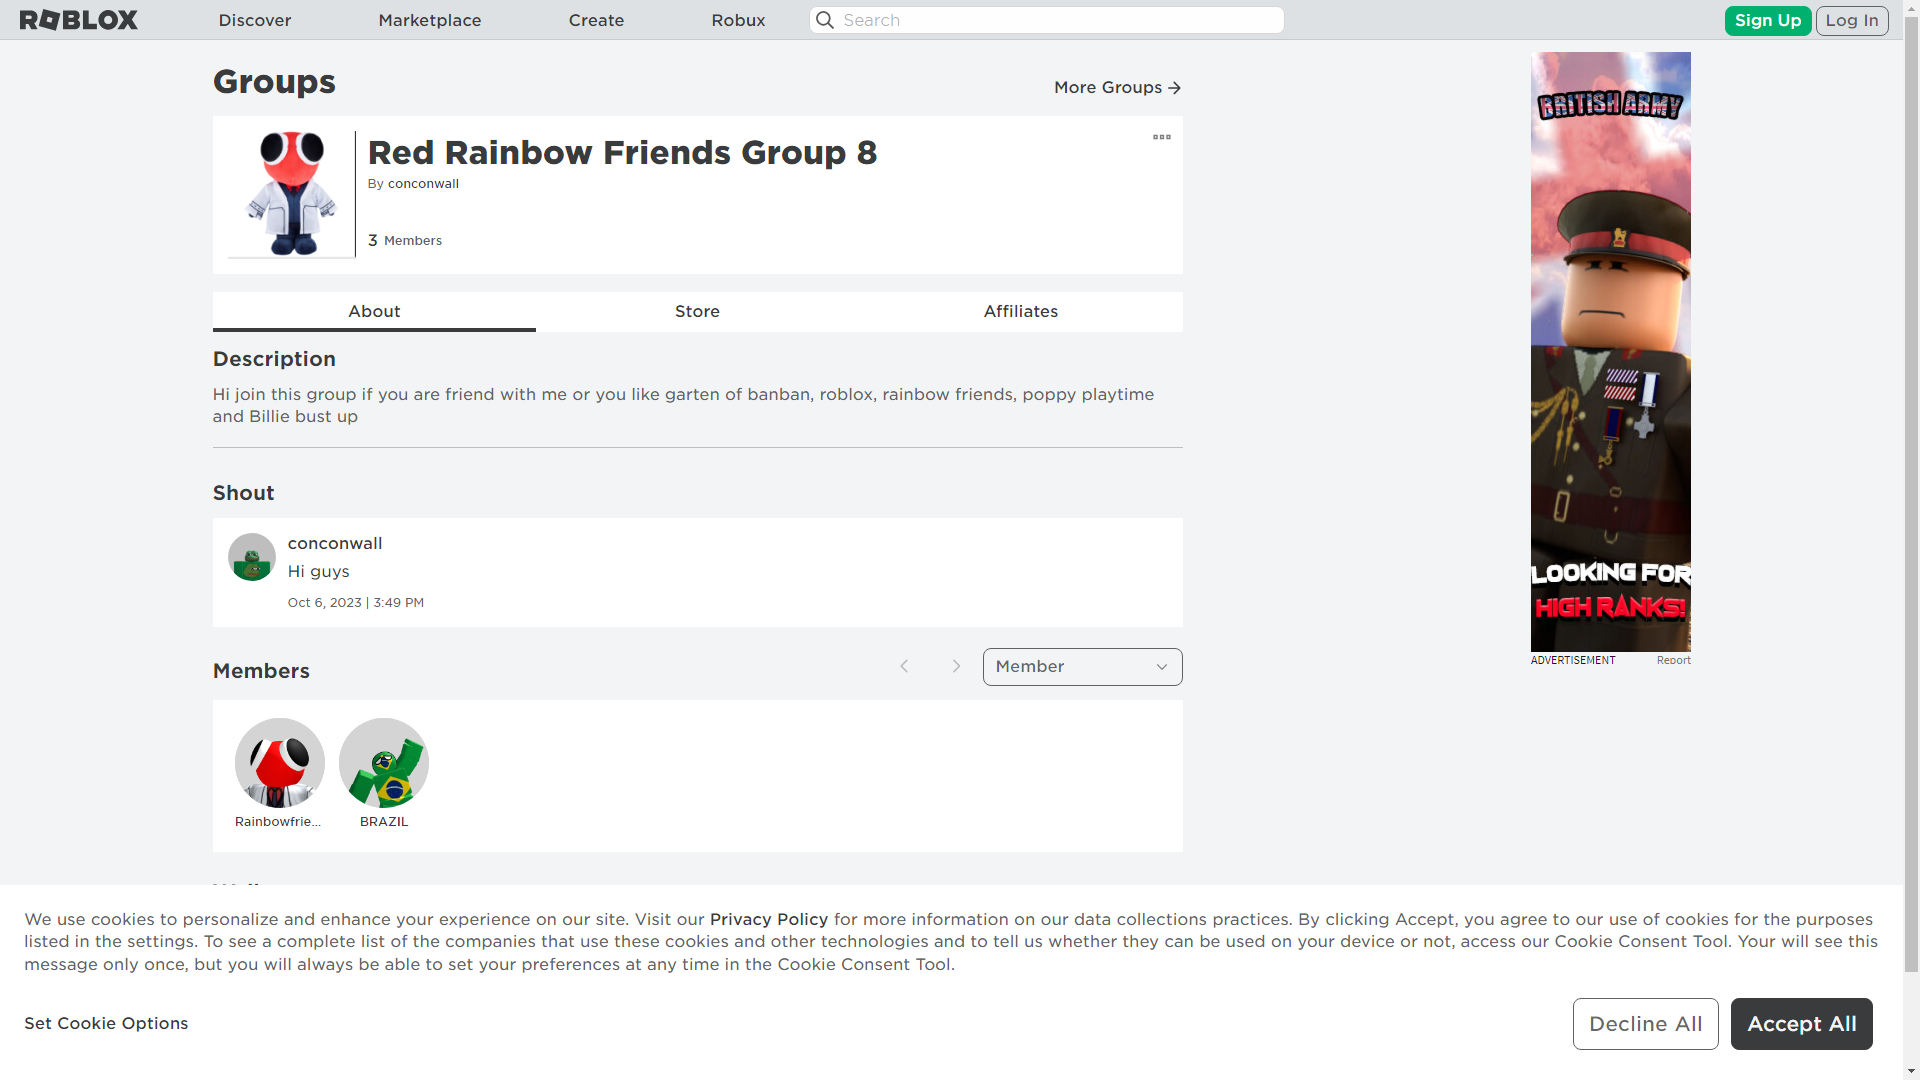 ROBLOX
Discover
Marketplace
Create
Robux
Search
Sign Up
Log In
Groups
More Groups
Red Rainbow Friends Group 8
By conconwall
3 Members
About
Store
Affiliates
Description
Hi join this group if you are friend with me or you like garten of banban, roblox, rainbow friends, poppy playtime
and Billie bust up
Shout
conconwall
Hi guys
Oct 6, 2023 | 3:49 PM
Members
Member
Rainbowfrie...
BRAZIL
BRITISH ARMY
LOOKING FOR
HIGH RANKS!
ADVERTISEMENT
Report
We use cookies to personalize and enhance your experience on our site. Visit our Privacy Policy for more information on our data collections practices. By clicking Accept, you agree to our use of cookies for the purposes
listed in the settings. To see a complete list of the companies that use these cookies and other technologies and to tell us whether they can be used on your device or not, access our Cookie Consent Tool. Your will see this
message only once, but you will always be able to set your preferences at any time in the Cookie Consent Tool.
Set Cookie Options
Decline All
Accept All